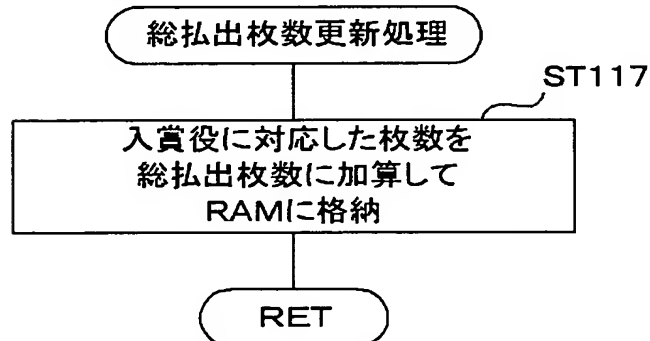 総払出枚数更新処理
ST117
入賞役に対応した枚数を
総払出枚数に加算して
RAMに格納
RET